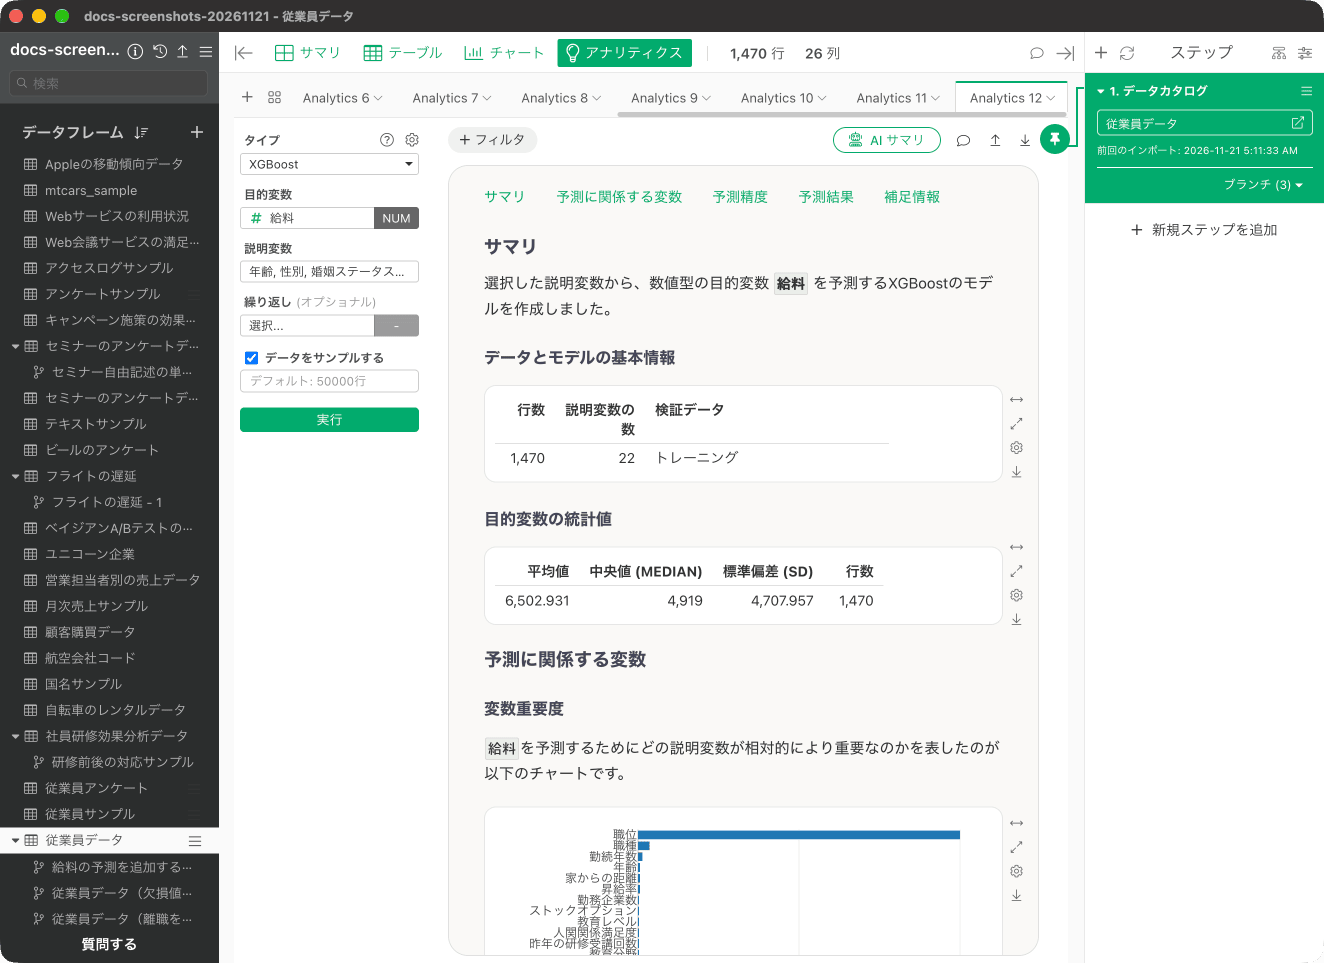 docs-screenshots-20261121 - 従業員データ
docs-screen...
検索
データフレーム
Appleの移動傾向データ
mtcars_sample
Webサービスの利用状況
Web会議サービスの満足...
アクセスログサンプル
アンケートサンプル
キャンペーン施策の効果...
セミナーのアンケートデ...
セミナー自由記述の単...
セミナーのアンケートデ...
テキストサンプル
ビールのアンケート
フライトの遅延
フライトの遅延 - 1
ベイジアンA/Bテストの...
ユニコーン企業
営業担当者別の売上データ
月次売上サンプル
顧客購買データ
航空会社コード
国名サンプル
自転車のレンタルデータ
社員研修効果分析データ
研修前後の対応サンプル
従業員アンケート
従業員サンプル
従業員データ
給料の予測を追加する...
従業員データ（欠損値...
従業員データ（離職を...
質問する
サマリ
テーブル
チャート
アナリティクス
1,470 行
26 列
Analytics 6
Analytics 7
Analytics 8
Analytics 9
Analytics 10
Analytics 11
Analytics 12
タイプ
XGBoost
目的変数
# 給料
NUM
説明変数
年齢, 性別, 婚姻ステータス...
繰り返し (オプショナル)
選択...
-
データをサンプルする
デフォルト: 50000行
実行
+ フィルタ
AI サマリ
サマリ
予測に関係する変数
予測精度
予測結果
補足情報
サマリ
選択した説明変数から、数値型の目的変数 給料 を予測するXGBoostのモデ
ルを作成しました。
データとモデルの基本情報
行数 説明変数の 検証データ
数
1,470 22 トレーニング
目的変数の統計値
平均値 中央値 (MEDIAN) 標準偏差 (SD) 行数
6,502.931 4,919 4,707.957 1,470
予測に関係する変数
変数重要度
給料 を予測するためにどの説明変数が相対的により重要なのかを表したのが
以下のチャートです。
職位
職種
勤続年数
年齢
家からの距離
昇給率
勤務企業数
ストックオプション
教育レベル
人間関係満足度
昨年の研修受講回数
教育分野
ステップ
1. データカタログ
従業員データ
前回のインポート: 2026-11-21 5:11:33 AM
ブランチ (3)
+ 新規ステップを追加